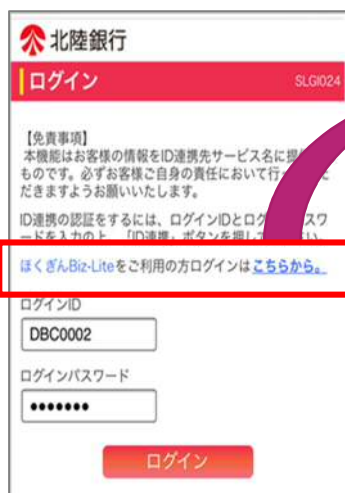 北陸銀行
ログイン SLGI024
【免責事項】
本機能はお客様の情報をID連携先サービス名に提
ものです。必ずお客様ご自身の責任において行っ
だきますようお願いいたします。
ID連携の認証をするには、ログインIDとログ スワ
ードを入力の上、「ID連携」ボタンを押して さい。
ほくぎんBiz-Liteをご利用の方ログインはこちらから。
ログインID
DBC0002
ログインパスワード
•••••••
ログイン